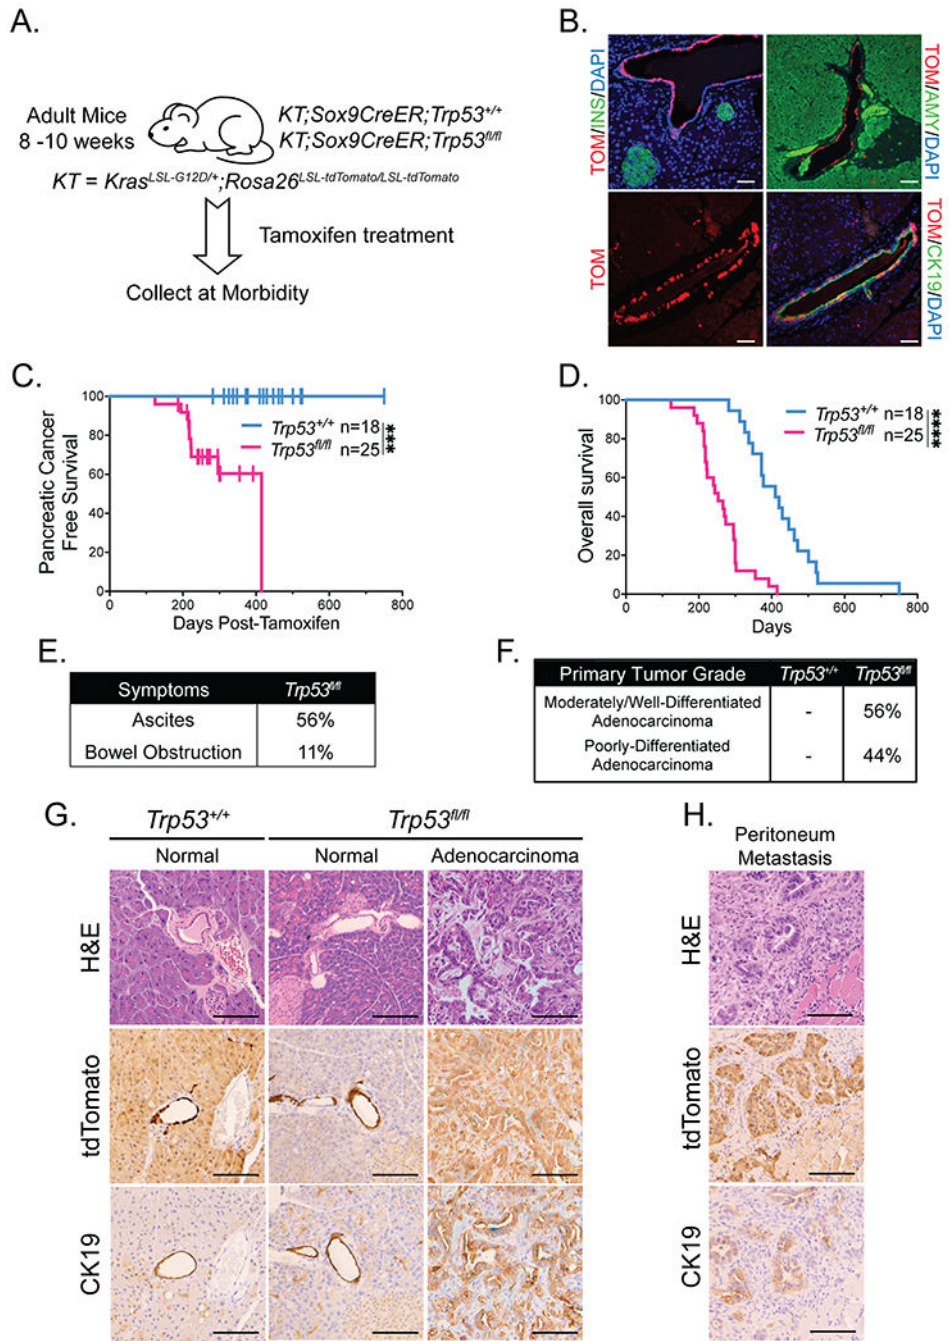 A.
Adult Mice
8 -10 weeks
KT;Sox9CreER;Trp53+/+
KT;Sox9CreER;Trp53fl/fl
KT = KrasLSL-G12D/+;Rosa26LSL-tdTomato/LSL-tdTomato
Tamoxifen treatment
Collect at Morbidity
B.
TOM/INS/DAPI
TOM/AMY/DAPI
TOM
TOM/CK19/DAPI
C.
Pancreatic Cancer
Free Survival
100
80
60
40
20
0
0 200 400 600 800
Days Post-Tamoxifen
Trp53+/+ n=18
Trp53fl/fl n=25
***
D.
Overall survival
100
80
60
40
20
0
0 200 400 600 800
Days
Trp53+/+ n=18
Trp53fl/fl n=25
****
E.
Symptoms Trp53fl/fl
Ascites 56%
Bowel Obstruction 11%
F.
Primary Tumor Grade Trp53+/+ Trp53fl/fl
Moderately/Well-Differentiated
Adenocarcinoma - 56%
Poorly-Differentiated
Adenocarcinoma - 44%
G.
Trp53+/+ Trp53fl/fl
Normal Normal Adenocarcinoma
H&E
tdTomato
CK19
H.
Peritoneum
Metastasis
H&E
tdTomato
CK19